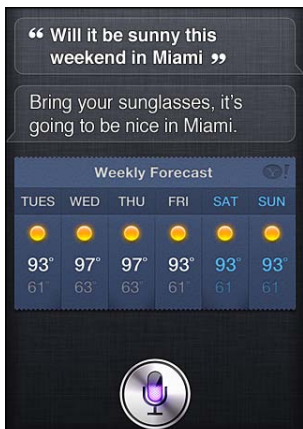 “ Will it be sunny this
weekend in Miami ”
Bring your sunglasses, it's
going to be nice in Miami.
Weekly Forecast Y!
TUES WED THU FRI SAT SUN
93° 97° 97° 93° 93° 93°
61° 63° 63° 61° 61 61°